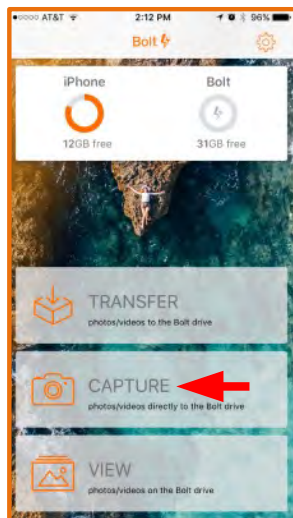 AT&T 2:12 PM 96%
Bolt
iPhone Bolt
12GB free 31GB free
TRANSFER
photos/videos to the Bolt drive
CAPTURE
photos/videos directly to the Bolt drive
VIEW
photos/videos on the Bolt drive